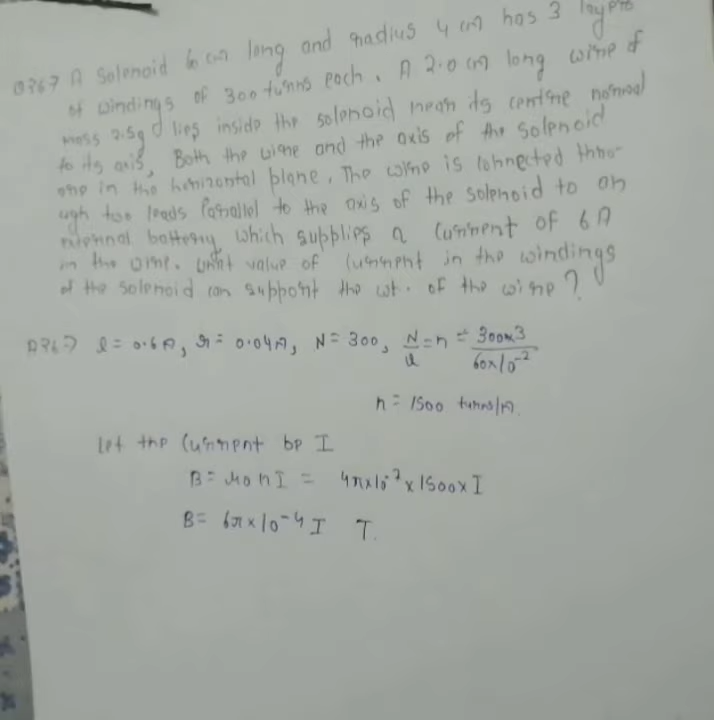 Q36→ A Solenoid 60 cm long and radius 4 cm has 3 layers
of windings of 300 turns each. A 2.0 cm long wire of
mass 2.5g lies inside the solenoid near its centre normal
to its axis, Both the wire and the axis of the solenoid
are in the horizontal plane. The wire is connected thro-
ugh two leads parallel to the axis of the solenoid to an
external battery which supplies a current of 6A
in the wire. What value of current in the windings
of the solenoid can support the wt. of the wire?
A36→ l = 0.6m, r = 0.04m, N = 300, N/l = n = 300×3/60×10⁻²
n = 1500 turns/m.
Let the current be I
B = μ0 n I = 4π×10⁻⁷ × 1500 × I
B = 6π × 10⁻⁴ I T.